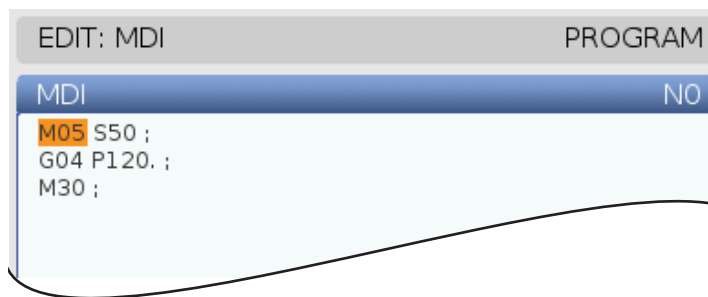 EDIT: MDI PROGRAM
MDI N0
M05 S50 ;
G04 P120. ;
M30 ;